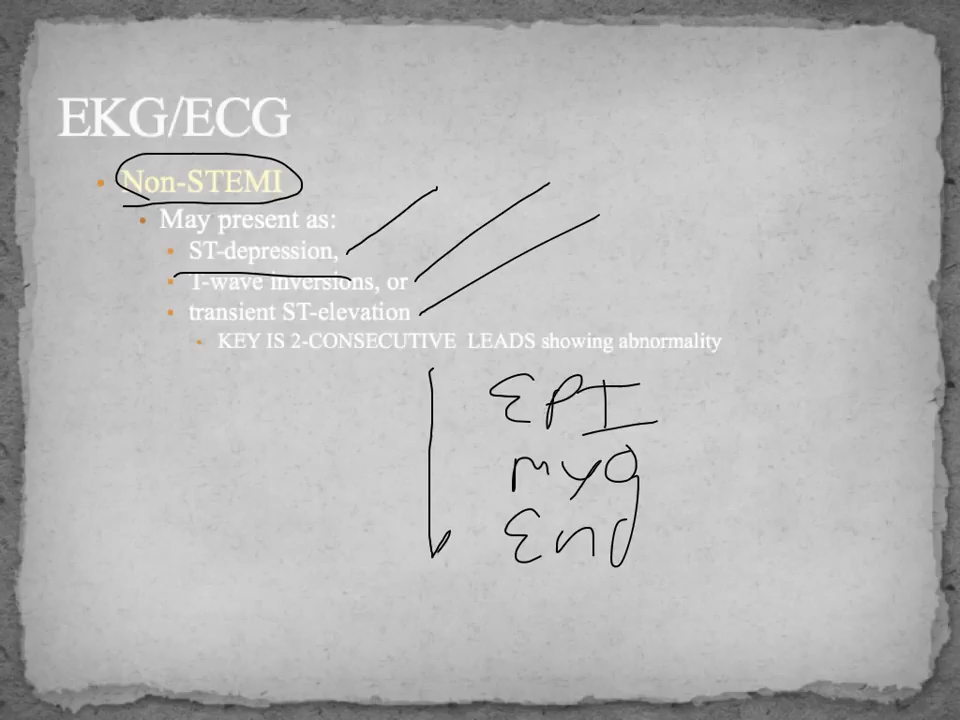 EKG/ECG
• Non-STEMI
• May present as:
• ST-depression,
• T-wave inversions, or
• transient ST-elevation
• KEY IS 2-CONSECUTIVE LEADS showing abnormality
EPI
myo
End